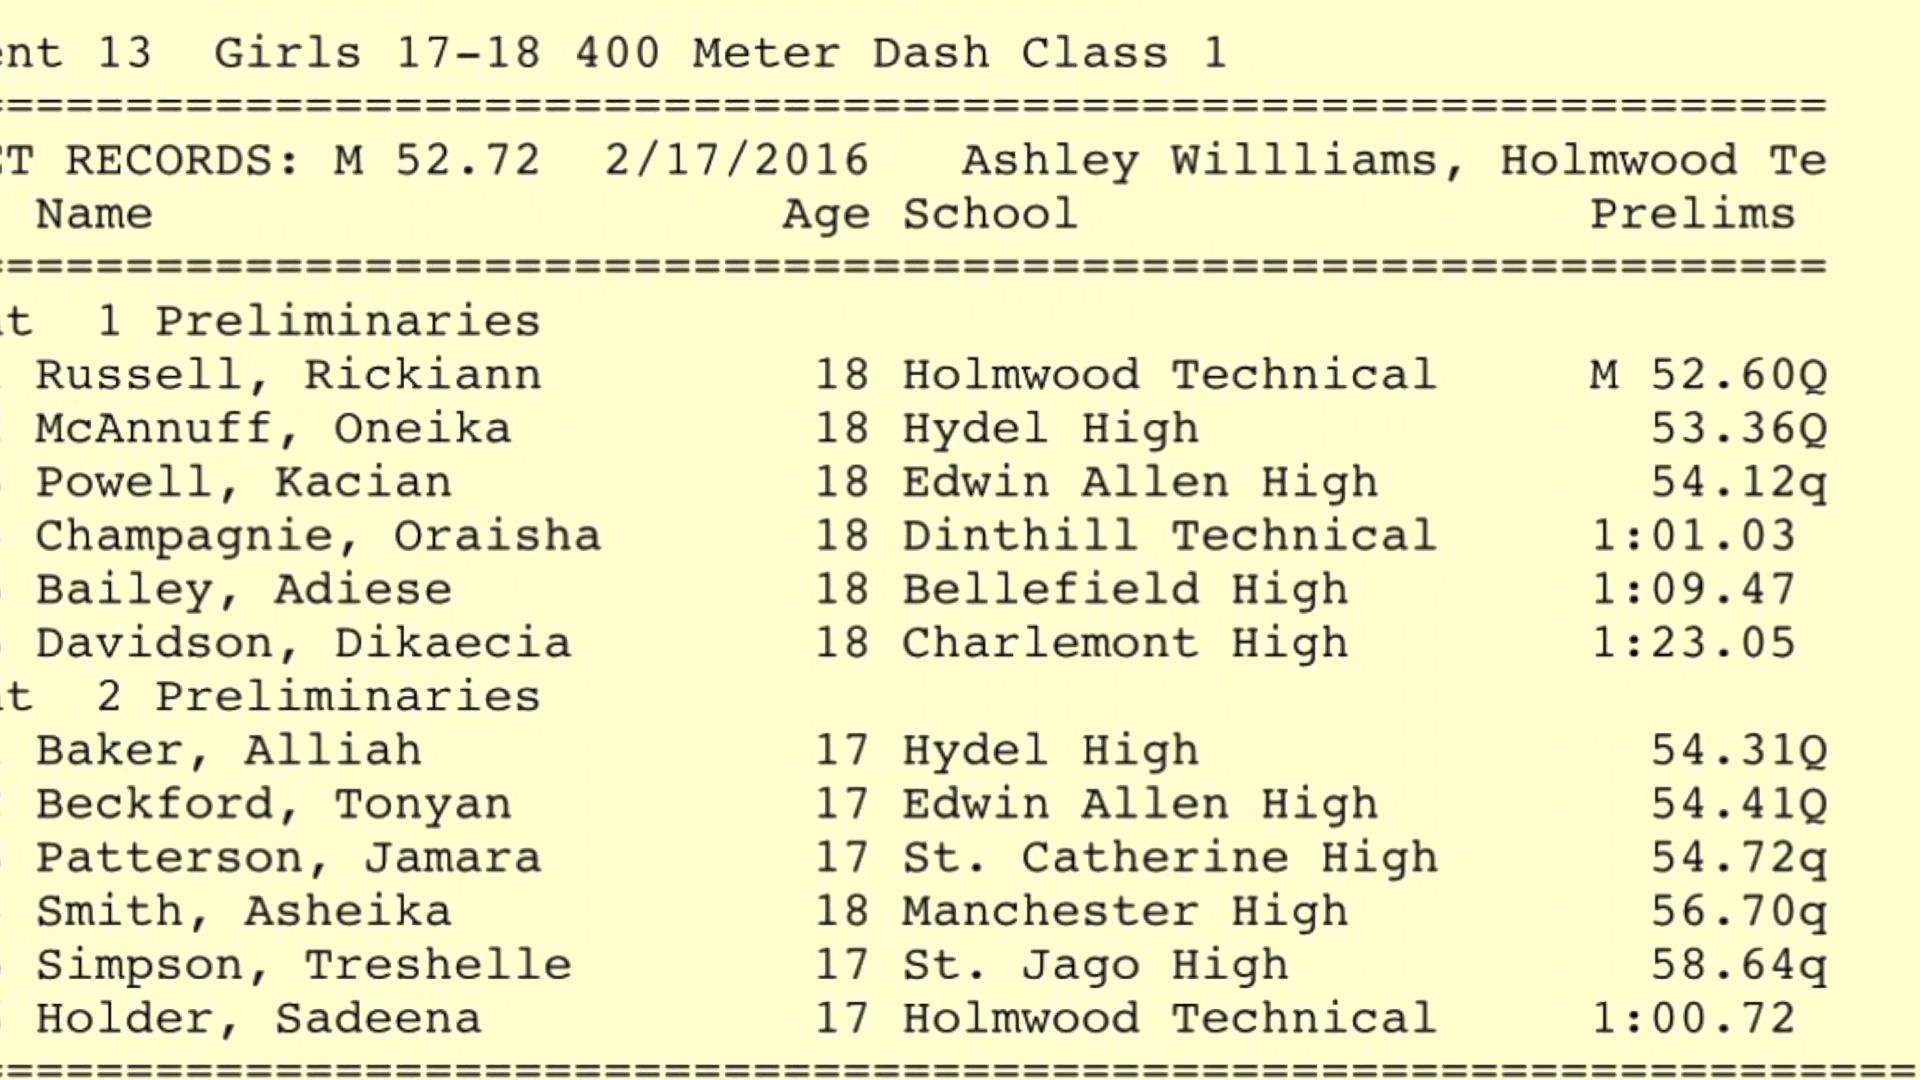 ent 13  Girls 17-18 400 Meter Dash Class 1
================================================================
CT RECORDS: M 52.72  2/17/2016   Ashley Willlliams, Holmwood Te
Name Age School Prelims
================================================================
at  1 Preliminaries
Russell, Rickiann 18 Holmwood Technical M 52.60Q
McAnnuff, Oneika 18 Hydel High 53.36Q
Powell, Kacian 18 Edwin Allen High 54.12q
Champagnie, Oraisha 18 Dinthill Technical 1:01.03
Bailey, Adiese 18 Bellefield High 1:09.47
Davidson, Dikaecia 18 Charlemont High 1:23.05
at  2 Preliminaries
Baker, Alliah 17 Hydel High 54.31Q
Beckford, Tonyan 17 Edwin Allen High 54.41Q
Patterson, Jamara 17 St. Catherine High 54.72q
Smith, Asheika 18 Manchester High 56.70q
Simpson, Treshelle 17 St. Jago High 58.64q
Holder, Sadeena 17 Holmwood Technical 1:00.72
================================================================